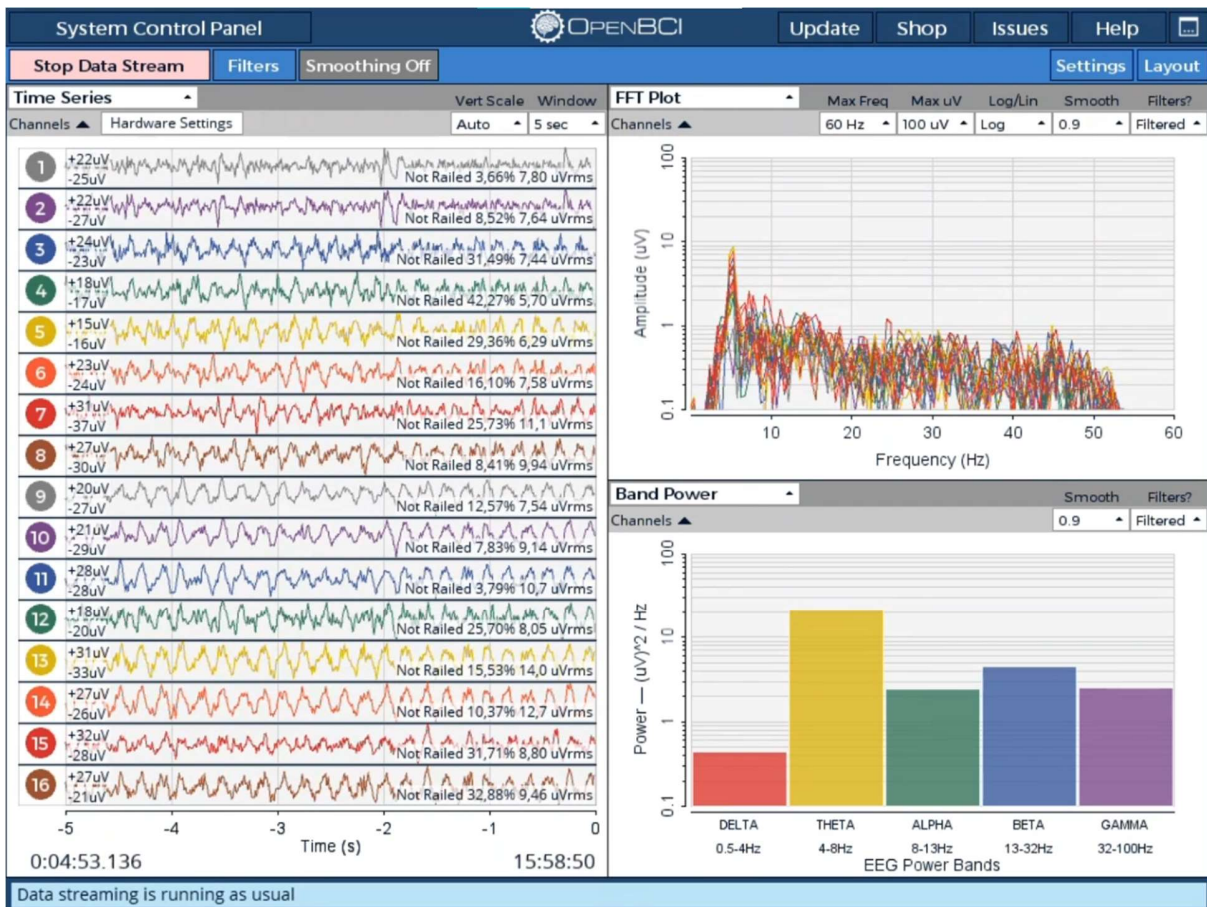 System Control Panel OPENBCI Update Shop Issues Help
Stop Data Stream Filters Smoothing Off Settings Layout
Time Series
Vert Scale Window
Channels Hardware Settings Auto 5 sec
1 +22uV -25uV Not Railed 3,66% 7,80 uVrms
2 +22uV -27uV Not Railed 8,52% 7,64 uVrms
3 +24uV -23uV Not Railed 31,49% 7,44 uVrms
4 +18uV -17uV Not Railed 42,27% 5,70 uVrms
5 +15uV -16uV Not Railed 29,36% 6,29 uVrms
6 +23uV -24uV Not Railed 16,10% 7,58 uVrms
7 +31uV -37uV Not Railed 25,73% 11,1 uVrms
8 +27uV -30uV Not Railed 8,41% 9,94 uVrms
9 +20uV -27uV Not Railed 12,57% 7,54 uVrms
10 +21uV -29uV Not Railed 7,83% 9,14 uVrms
11 +28uV -28uV Not Railed 3,79% 10,7 uVrms
12 +18uV -20uV Not Railed 25,70% 8,05 uVrms
13 +31uV -33uV Not Railed 15,53% 14,0 uVrms
14 +27uV -26uV Not Railed 10,37% 12,7 uVrms
15 +32uV -28uV Not Railed 31,71% 8,80 uVrms
16 +27uV -21uV Not Railed 32,88% 9,46 uVrms
-5 -4 -3 -2 -1 0
Time (s)
0:04:53.136 15:58:50
FFT Plot
Max Freq Max uV Log/Lin Smooth Filters?
Channels 60 Hz 100 uV Log 0.9 Filtered
Amplitude (uV)
100
10
1
0.1
10 20 30 40 50 60
Frequency (Hz)
Band Power
Smooth Filters?
Channels 0.9 Filtered
Power — (uV)^2 / Hz
100
10
1
0.1
DELTA THETA ALPHA BETA GAMMA
0.5-4Hz 4-8Hz 8-13Hz 13-32Hz 32-100Hz
EEG Power Bands
Data streaming is running as usual